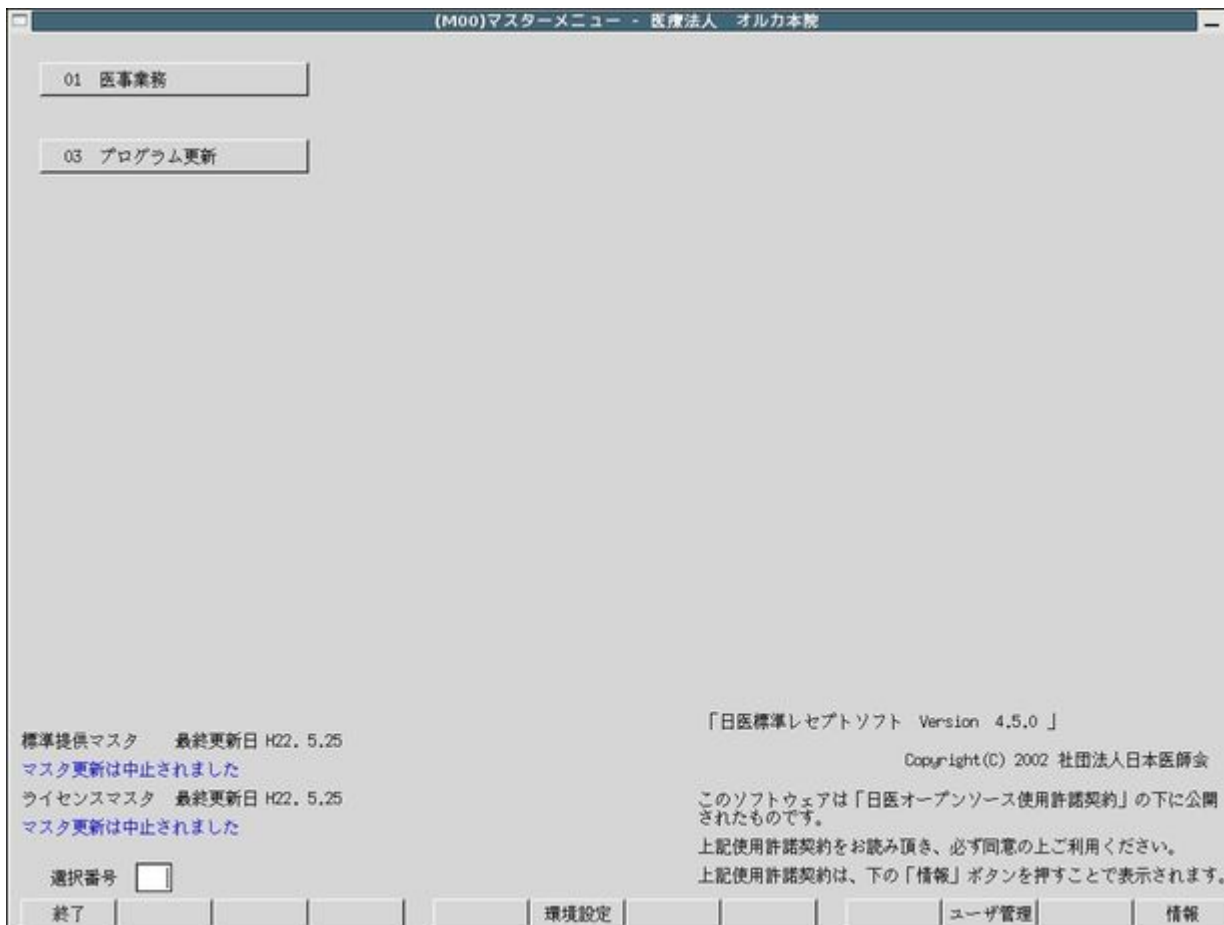 (M00)マスターメニュー - 医療法人　オルカ本院
01 医事業務
03 プログラム更新
「日医標準レセプトソフト Version 4.5.0 」
標準提供マスタ　最終更新日 H22. 5.25
Copyright(C) 2002 社団法人日本医師会
マスタ更新は中止されました
ライセンスマスタ　最終更新日 H22. 5.25
このソフトウェアは「日医オープンソース使用許諾契約」の下に公開
されたものです。
マスタ更新は中止されました
上記使用許諾契約をお読み頂き、必ず同意の上ご利用ください。
選択番号
上記使用許諾契約は、下の「情報」ボタンを押すことで表示されます。
終了　環境設定　ユーザ管理　情報